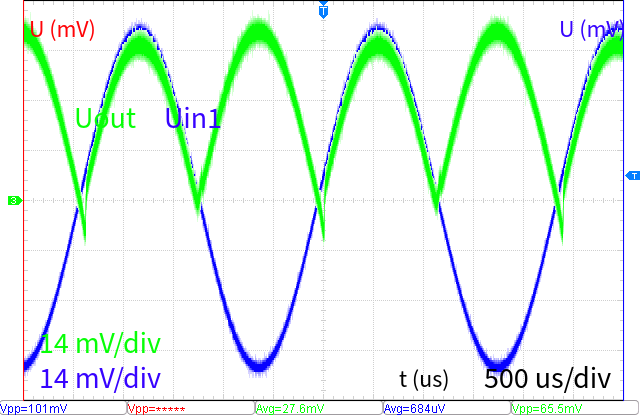 T
U (mV) U (mV)
Uout Uin1
T
3
14 mV/div
14 mV/div t (us) 500 us/div
Vpp=101mV Vpp=***** Avg=27.6mV Avg=684uV Vpp=65.5mV